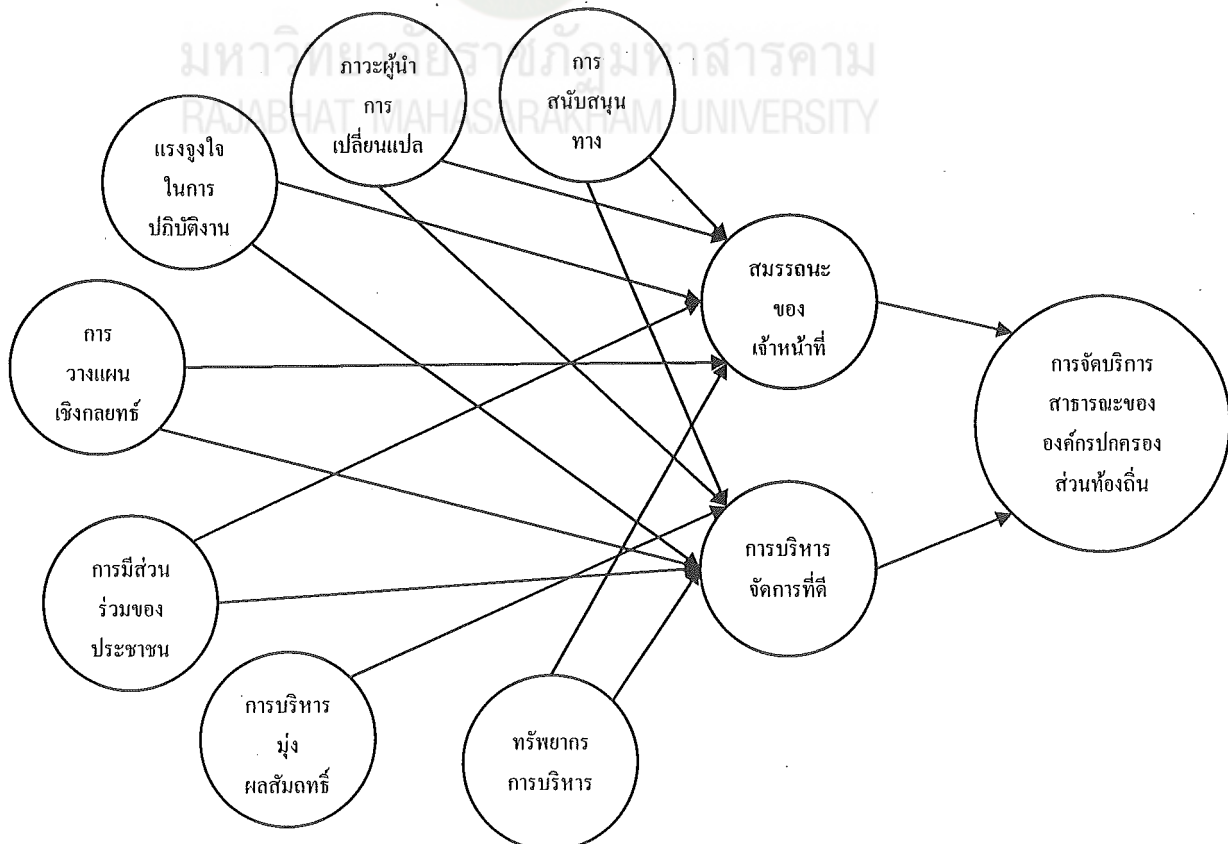 มหาวิทยาลัยราชภัฏมหาสารคาม
RAJABHAT MAHASARAKHAM UNIVERSITY
ภาวะผู้นำ
การ
เปลี่ยนแปล
การ
สนับสนุน
ทาง
แรงจูงใจ
ในการ
ปฏิบัติงาน
สมรรถนะ
ของ
เจ้าหน้าที่
การ
วางแผน
เชิงกลยทธ์
การจัดบริการ
สาธารณะของ
องค์กรปกครอง
ส่วนท้องถิ่น
การบริหาร
จัดการที่ดี
การมีส่วน
ร่วมของ
ประชาชน
การบริหาร
มุ่ง
ผลสัมฤทธิ์
ทรัพยากร
การบริหาร